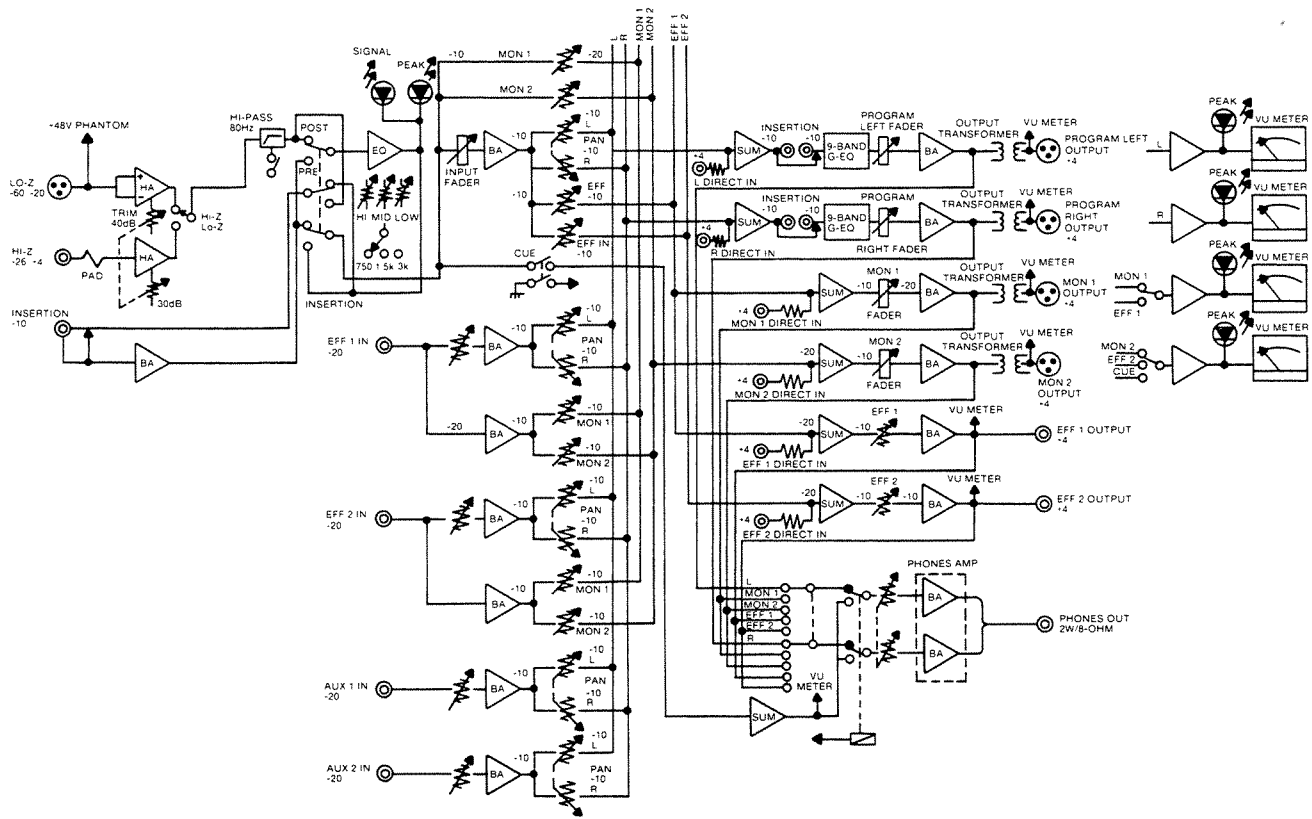 L
R
MON 1
MON 2
EFF 1
EFF 2
SIGNAL
PEAK
-10
MON 1
-20
MON 2
+48V PHANTOM
LO-Z
-60 -20
HA
TRIM
40dB
HI-Z
-26 -4
PAD
HA
30dB
Hi-Z
Lo-Z
HI-PASS
80Hz
POST
PRE
EQ
HI MID LOW
750 1.5k 3k
INSERTION
INSERTION
-10
BA
INPUT
FADER
BA
-10
-10
L
PAN
-10
R
EFF
-10
EFF IN
-10
CUE
EFF 1 IN
-20
BA
-10
-10
L
PAN
-10
R
-20
BA
-10
-10
MON 1
-10
MON 2
EFF 2 IN
-20
BA
-10
-10
L
PAN
-10
R
BA
-10
-10
MON 1
-10
MON 2
AUX 1 IN
-20
BA
-10
-10
L
PAN
-10
R
AUX 2 IN
-20
BA
-10
-10
L
PAN
-10
R
+4
L DIRECT IN
SUM
INSERTION
-10
-10
9-BAND
G-EQ
PROGRAM
LEFT FADER
BA
OUTPUT
TRANSFORMER
VU METER
PROGRAM LEFT
OUTPUT
+4
+4
R DIRECT IN
SUM
INSERTION
-10
-10
9-BAND
G-EQ
PROGRAM
RIGHT FADER
BA
OUTPUT
TRANSFORMER
VU METER
PROGRAM
RIGHT
OUTPUT
+4
-20
+4
MON 1 DIRECT IN
SUM
-10
MON 1
FADER
-20
BA
OUTPUT
TRANSFORMER
VU METER
MON 1
OUTPUT
+4
-20
+4
MON 2 DIRECT IN
SUM
-10
MON 2
FADER
BA
OUTPUT
TRANSFORMER
VU METER
MON 2
OUTPUT
+4
-20
+4
EFF 1 DIRECT IN
SUM
-10
EFF 1
BA
VU METER
EFF 1 OUTPUT
+4
-20
+4
EFF 2 DIRECT IN
SUM
-10
EFF 2
-10
BA
VU METER
EFF 2 OUTPUT
+4
L
MON 1
MON 2
EFF 1
EFF 2
R
PHONES AMP
BA
BA
PHONES OUT
2W/8-OHM
SUM
VU
METER
L
PEAK
VU METER
R
PEAK
VU METER
MON 1
EFF 1
PEAK
VU METER
MON 2
EFF 2
CUE
PEAK
VU METER